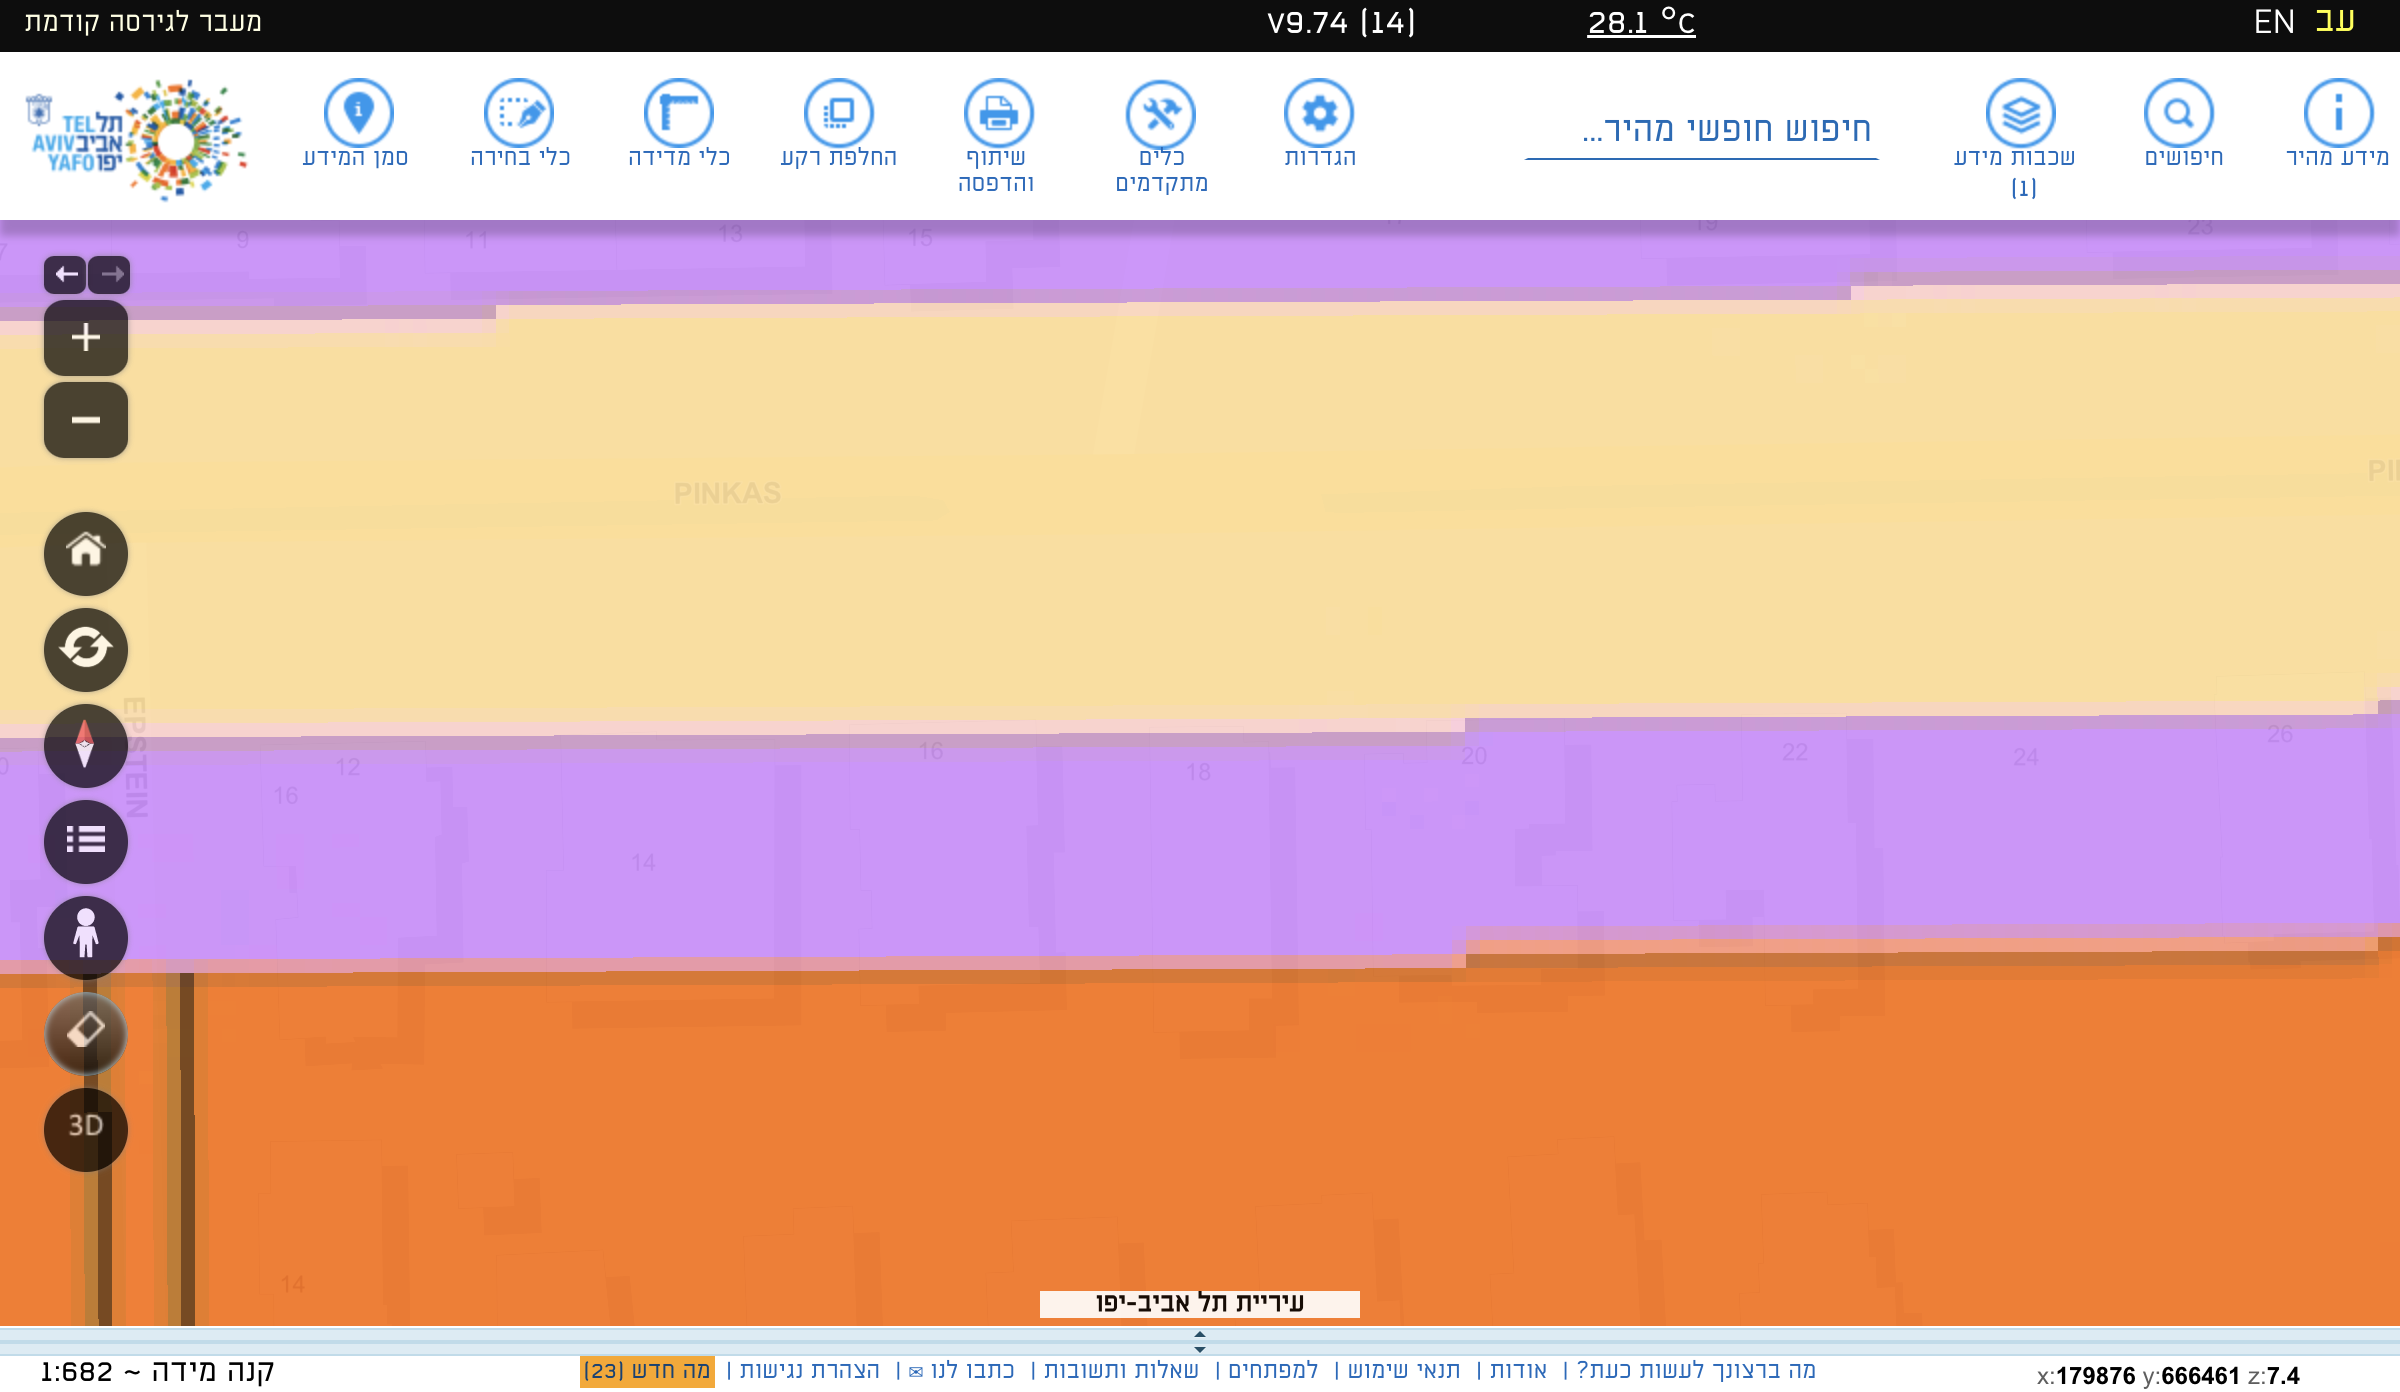 עב EN
28.1 °C
V9.74 (14)
מעבר לגירסה קודמת
מידע מהיר
חיפושים
שכבות מידע
(1)
חיפוש חופשי מהיר...
הגדרות
כלים
מתקדמים
שיתוף
והדפסה
החלפת רקע
כלי מדידה
כלי בחירה
סמן המידע
תל TEL
אביב AVIV
יפו YAFO
9
11
13
15
19
23
PINKAS
EPSTEIN
12
16
14
16
18
20
22
24
26
14
3D
עיריית תל אביב-יפו
מה ברצונך לעשות כעת? | אודות | תנאי שימוש | למפתחים | שאלות ותשובות | כתבו לנו ✉ | הצהרת נגישות | מה חדש (23)
קנה מידה ~ 1:682
x:179876 y:666461 z:7.4